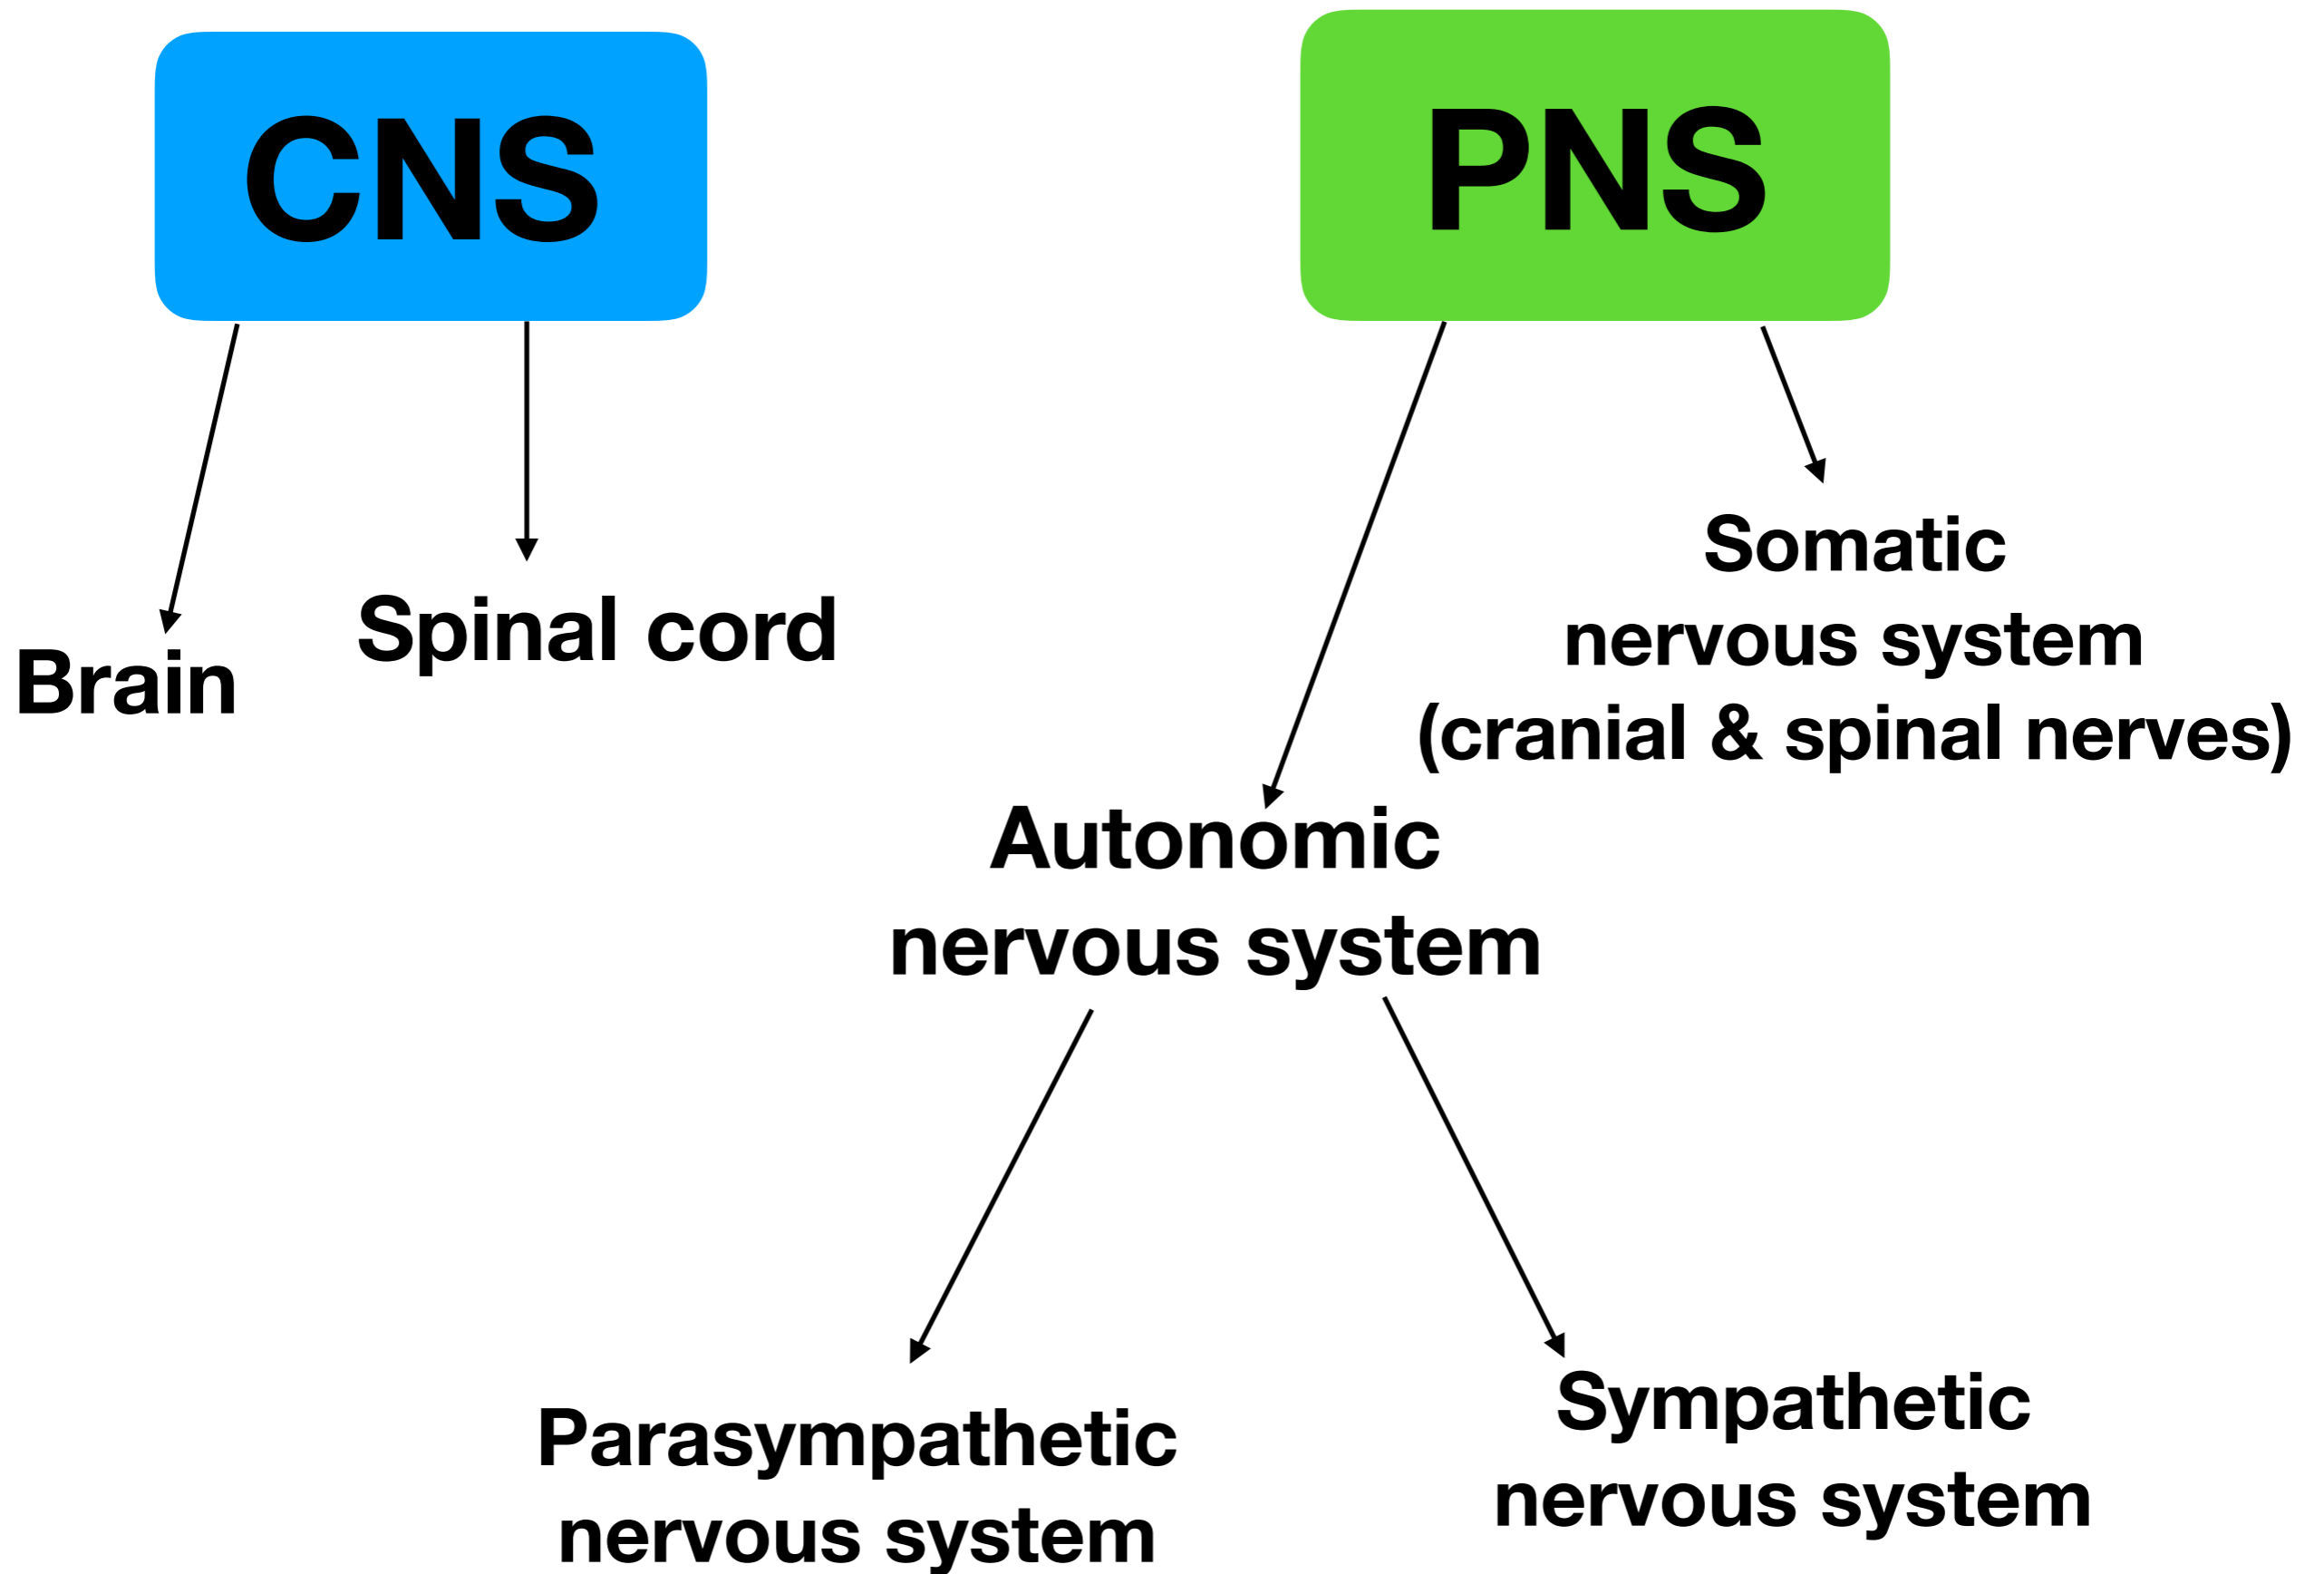 CNS
PNS
Brain
Spinal cord
Somatic
nervous system
(cranial & spinal nerves)
Autonomic
nervous system
Parasympathetic
nervous system
Sympathetic
nervous system